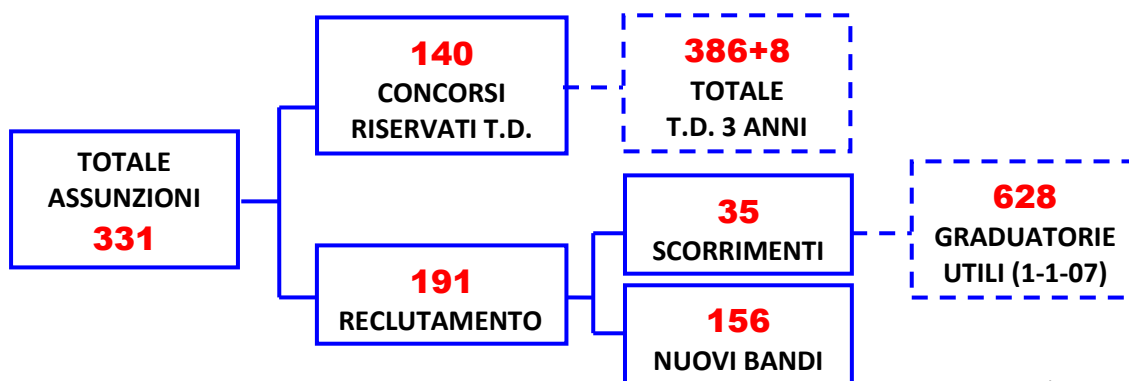 TOTALE
ASSUNZIONI
331
140
CONCORSI
RISERVATI T.D.
386+8
TOTALE
T.D. 3 ANNI
191
RECLUTAMENTO
35
SCORRIMENTI
628
GRADUATORIE
UTILI (1-1-07)
156
NUOVI BANDI